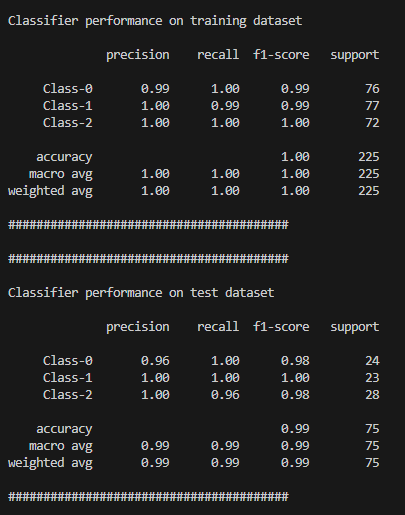 Classifier performance on training dataset
precision recall f1-score support
Class-0 0.99 1.00 0.99 76
Class-1 1.00 0.99 0.99 77
Class-2 1.00 1.00 1.00 72
accuracy 1.00 225
macro avg 1.00 1.00 1.00 225
weighted avg 1.00 1.00 1.00 225
########################################
########################################
Classifier performance on test dataset
precision recall f1-score support
Class-0 0.96 1.00 0.98 24
Class-1 1.00 1.00 1.00 23
Class-2 1.00 0.96 0.98 28
accuracy 0.99 75
macro avg 0.99 0.99 0.99 75
weighted avg 0.99 0.99 0.99 75
########################################